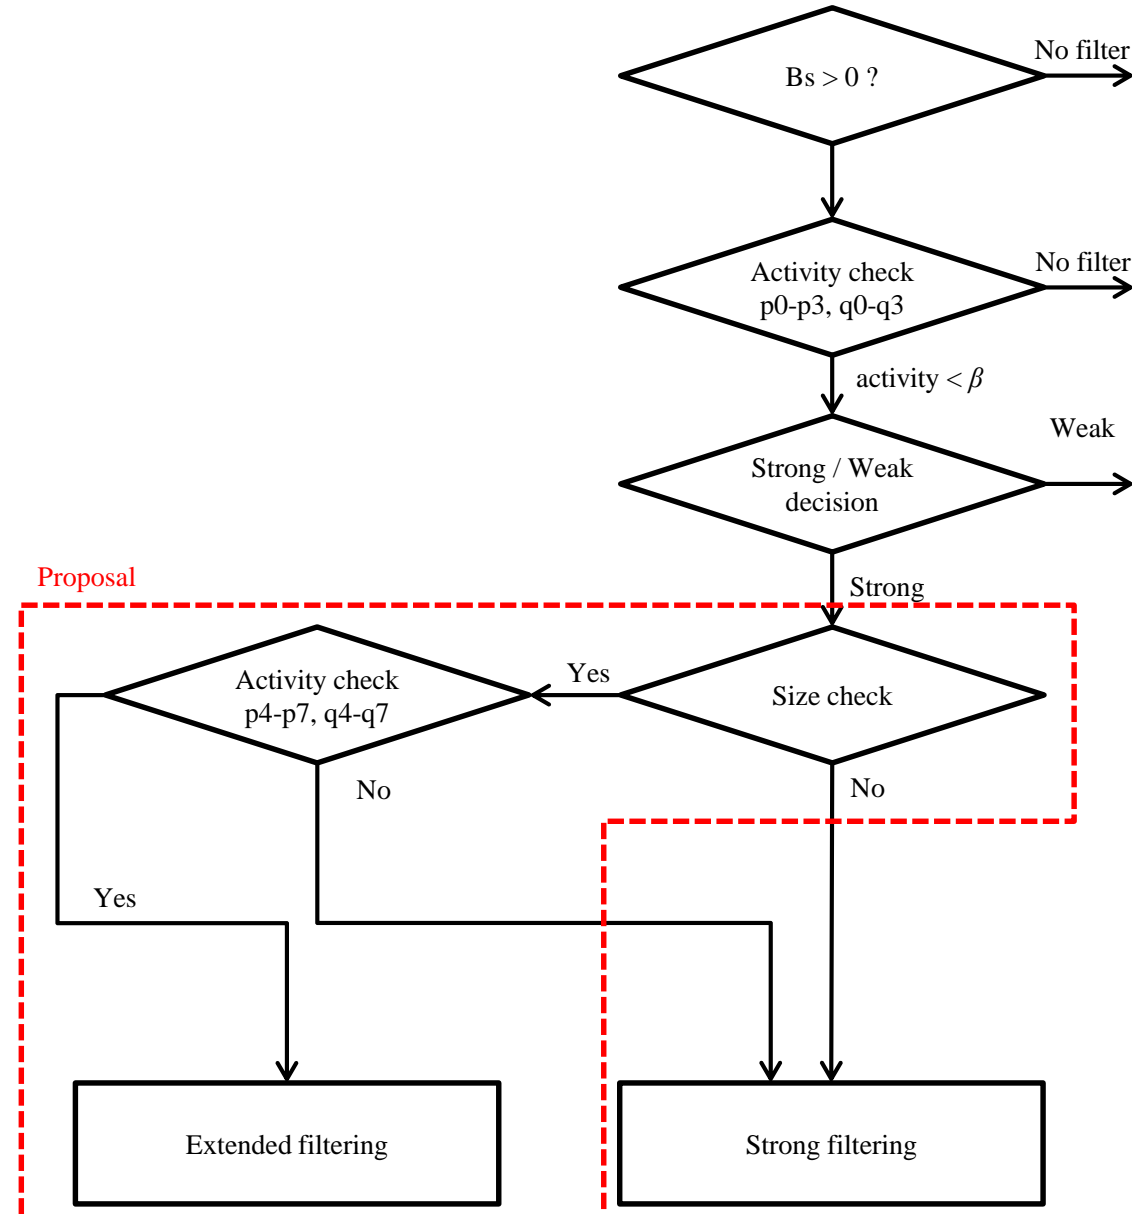 No filter
Bs > 0 ?
No filter
Activity check
p0-p3, q0-q3
activity < β
Weak
Strong / Weak
decision
Proposal
Strong
Yes
Activity check
p4-p7, q4-q7
Size check
No
No
Yes
Extended filtering
Strong filtering